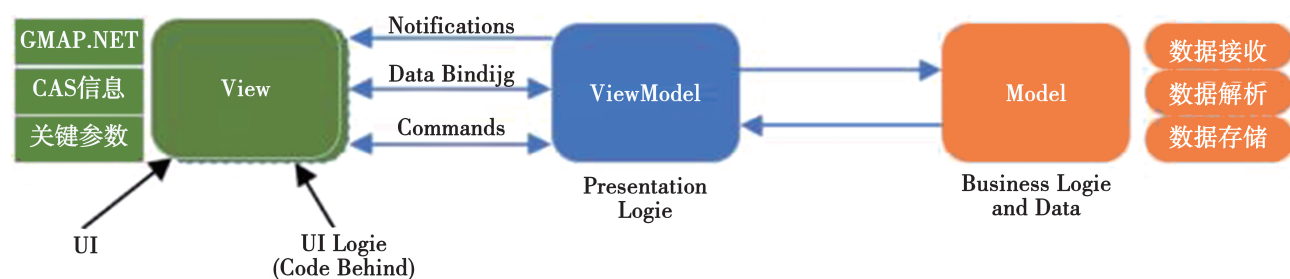 GMAP.NET
CAS信息
关键参数
View
Notifications
Data Bindijg
Commands
ViewModel
Model
数据接收
数据解析
数据存储
Presentation
Logie
Business Logie
and Data
UI
UI Logie
(Code Behind)